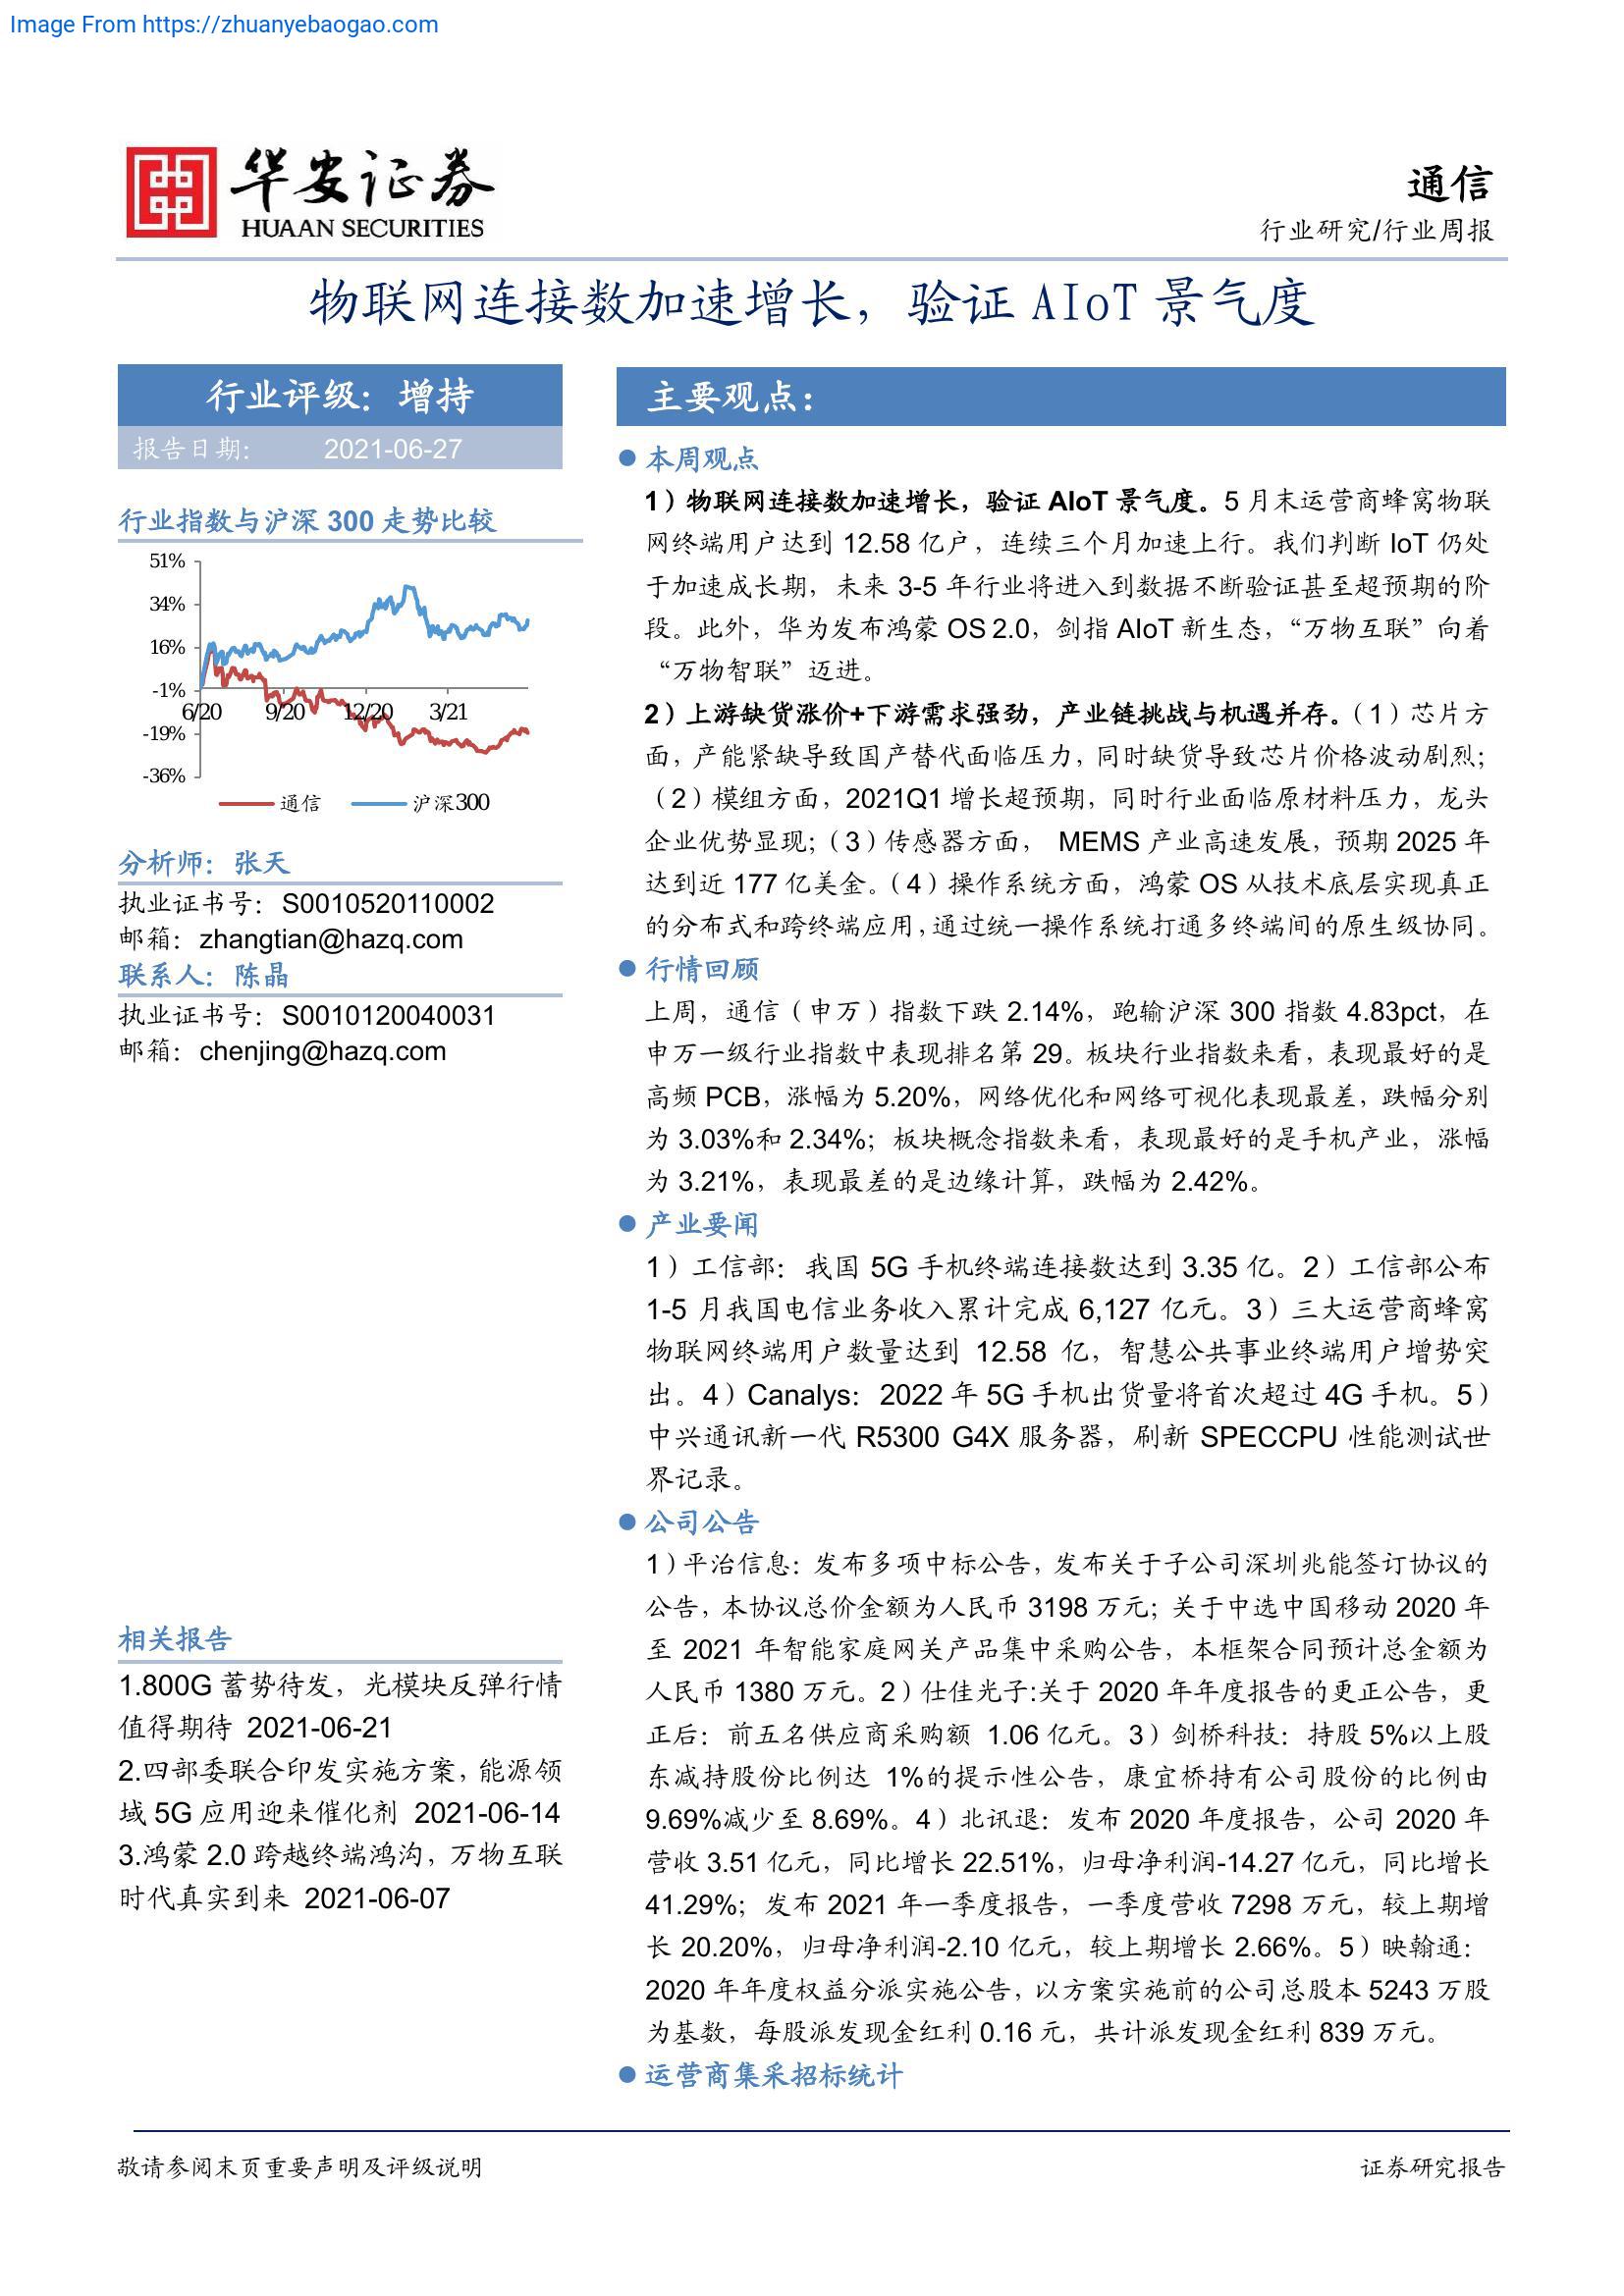 Image From https://zhuanyebaogao.com
华安证券
HUAAN SECURITIES
通信
行业研究/行业周报
物联网连接数加速增长，验证 AIoT 景气度
行业评级：增持
报告日期： 2021-06-27
行业指数与沪深 300 走势比较
51%
34%
16%
-1%
6/20 9/20 12/20 3/21
-19%
-36%
通信 沪深300
分析师：张天
执业证书号：S0010520110002
邮箱：zhangtian@hazq.com
联系人：陈晶
执业证书号：S0010120040031
邮箱：chenjing@hazq.com
相关报告
1.800G 蓄势待发，光模块反弹行情
值得期待 2021-06-21
2.四部委联合印发实施方案，能源领
域 5G 应用迎来催化剂 2021-06-14
3.鸿蒙 2.0 跨越终端鸿沟，万物互联
时代真实到来 2021-06-07
主要观点：
本周观点
1）物联网连接数加速增长，验证 AIoT 景气度。5 月末运营商蜂窝物联
网终端用户达到 12.58 亿户，连续三个月加速上行。我们判断 IoT 仍处
于加速成长期，未来 3-5 年行业将进入到数据不断验证甚至超预期的阶
段。此外，华为发布鸿蒙 OS 2.0，剑指 AIoT 新生态，“万物互联”向着
“万物智联”迈进。
2）上游缺货涨价+下游需求强劲，产业链挑战与机遇并存。（1）芯片方
面，产能紧缺导致国产替代面临压力，同时缺货导致芯片价格波动剧烈；
（2）模组方面，2021Q1 增长超预期，同时行业面临原材料压力，龙头
企业优势显现；（3）传感器方面， MEMS 产业高速发展，预期 2025 年
达到近 177 亿美金。（4）操作系统方面，鸿蒙 OS 从技术底层实现真正
的分布式和跨终端应用，通过统一操作系统打通多终端间的原生级协同。
行情回顾
上周，通信（申万）指数下跌 2.14%，跑输沪深 300 指数 4.83pct，在
申万一级行业指数中表现排名第 29。板块行业指数来看，表现最好的是
高频 PCB，涨幅为 5.20%，网络优化和网络可视化表现最差，跌幅分别
为 3.03%和 2.34%；板块概念指数来看，表现最好的是手机产业，涨幅
为 3.21%，表现最差的是边缘计算，跌幅为 2.42%。
产业要闻
1）工信部：我国 5G 手机终端连接数达到 3.35 亿。2）工信部公布
1-5 月我国电信业务收入累计完成 6,127 亿元。3）三大运营商蜂窝
物联网终端用户数量达到 12.58 亿，智慧公共事业终端用户增势突
出。4）Canalys：2022 年 5G 手机出货量将首次超过 4G 手机。5）
中兴通讯新一代 R5300 G4X 服务器，刷新 SPECCPU 性能测试世
界记录。
公司公告
1）平治信息：发布多项中标公告，发布关于子公司深圳兆能签订协议的
公告，本协议总价金额为人民币 3198 万元；关于中选中国移动 2020 年
至 2021 年智能家庭网关产品集中采购公告，本框架合同预计总金额为
人民币 1380 万元。2）仕佳光子:关于 2020 年年度报告的更正公告，更
正后：前五名供应商采购额 1.06 亿元。3）剑桥科技：持股 5%以上股
东减持股份比例达 1%的提示性公告，康宜桥持有公司股份的比例由
9.69%减少至 8.69%。4）北讯退：发布 2020 年度报告，公司 2020 年
营收 3.51 亿元，同比增长 22.51%，归母净利润-14.27 亿元，同比增长
41.29%；发布 2021 年一季度报告，一季度营收 7298 万元，较上期增
长 20.20%，归母净利润-2.10 亿元，较上期增长 2.66%。5）映翰通：
2020 年年度权益分派实施公告，以方案实施前的公司总股本 5243 万股
为基数，每股派发现金红利 0.16 元，共计派发现金红利 839 万元。
运营商集采招标统计
敬请参阅末页重要声明及评级说明
证券研究报告